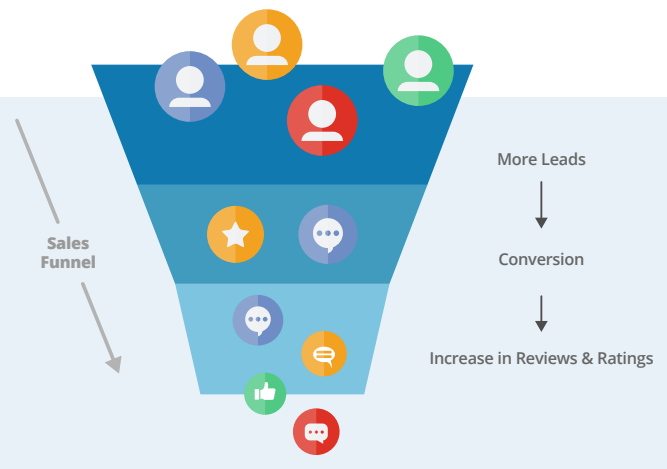 More Leads
Sales
Funnel
Conversion
Increase in Reviews & Ratings